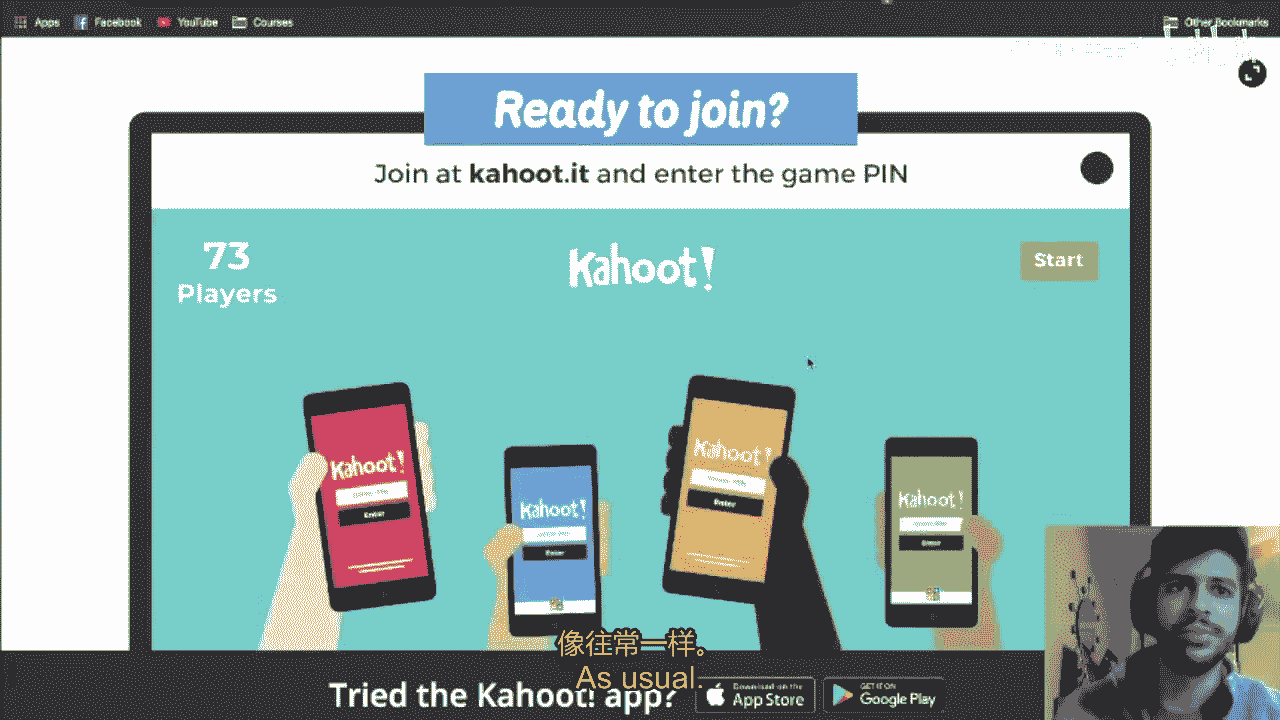 Apps Facebook YouTube Courses Other Bookmarks
Ready to join?
Join at kahoot.it and enter the game PIN
73
Players
Kahoot!
Start
Kahoot!
Enter
Kahoot!
Enter
Kahoot!
Enter
Kahoot!
Enter
像往常一样。
As usual.
Tried the Kahoot! app?
Download on the
App Store
GET IT ON
Google Play